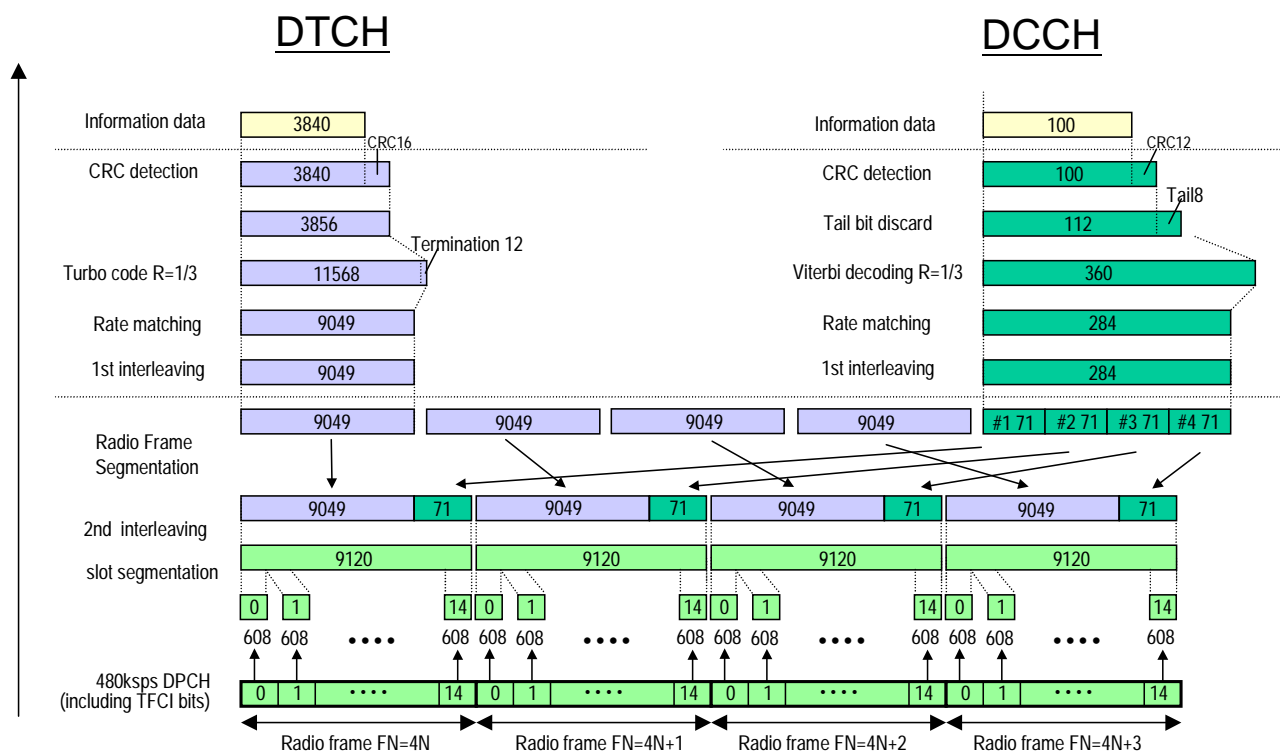 DTCH DCCH
Information data 3840 Information data 100
CRC16 CRC12
CRC detection 3840 CRC detection 100
Tail8
3856 Tail bit discard 112
Termination 12
Turbo code R=1/3 11568 Viterbi decoding R=1/3 360
Rate matching 9049 Rate matching 284
1st interleaving 9049 1st interleaving 284
9049 9049 9049 9049 #1 71 #2 71 #3 71 #4 71
Radio Frame
Segmentation
9049 71 9049 71 9049 71 9049 71
2nd interleaving
9120 9120 9120 9120
slot segmentation
0 1 14 0 1 14 0 1 14 0 1 14
608 608 •••• 608 608 608 •••• 608 608 608 •••• 608 608 608 •••• 608
480ksps DPCH
(including TFCI bits)
0 1 •••• 14 0 1 •••• 14 0 1 •••• 14 0 1 •••• 14
Radio frame FN=4N Radio frame FN=4N+1 Radio frame FN=4N+2 Radio frame FN=4N+3